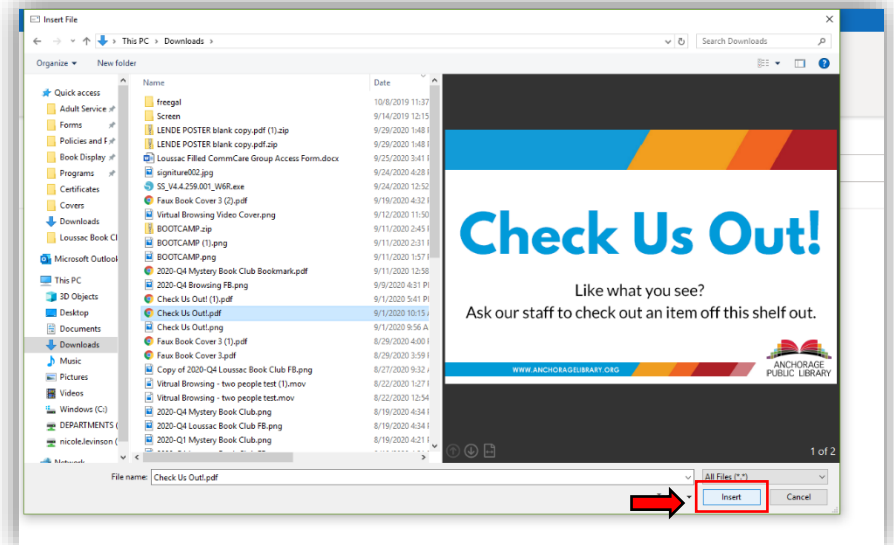 Insert File
This PC > Downloads >
Search Downloads
Organize
New folder
Name
Date
Quick access
Adult Service
Forms
Policies and F
Book Display
Programs
Certificates
Covers
Downloads
Loussac Book Cl
Microsoft Outlook
This PC
3D Objects
Desktop
Documents
Downloads
Music
Pictures
Videos
Windows (C:)
DEPARTMENTS (
nicole.levinson (
Network
freegal 10/8/2019 11:37
Screen 9/14/2019 12:15
LENDE POSTER blank copy.pdf (1).zip 9/29/2020 1:48
LENDE POSTER blank copy.pdf.zip 9/29/2020 1:48
Loussac Filled CommCare Group Access Form.docx 9/25/2020 3:41
signiture002.jpg 9/24/2020 4:28
SS_V4.4.259.001_W6R.exe 9/24/2020 12:52
Faux Book Cover 3 (2).pdf 9/19/2020 4:32
Virtual Browsing Video Cover.png 9/12/2020 11:50
BOOTCAMP.zip 9/11/2020 2:45
BOOTCAMP (1).png 9/11/2020 2:31
BOOTCAMP.png 9/11/2020 1:57
2020-Q4 Mystery Book Club Bookmark.pdf 9/11/2020 12:58
2020-Q4 Browsing FB.png 9/9/2020 4:31 P
Check Us Out! (1).pdf 9/1/2020 5:41 P
Check Us Out!.pdf 9/1/2020 10:15
Check Us Out!.png 9/1/2020 9:56 A
Faux Book Cover 3 (1).pdf 8/29/2020 4:00
Faux Book Cover 3.pdf 8/29/2020 3:59
Copy of 2020-Q4 Loussac Book Club FB.png 8/27/2020 9:32
Vitrual Browsing - two people test (1).mov 8/22/2020 1:27
Vitrual Browsing - two people test.mov 8/22/2020 12:54
2020-Q4 Mystery Book Club.png 8/19/2020 4:34
2020-Q4 Loussac Book Club FB.png 8/19/2020 4:34
2020-Q1 Mystery Book Club.png 8/19/2020 4:21
Check Us Out!
Like what you see?
Ask our staff to check out an item off this shelf out.
WWW.ANCHORAGELIBRARY.ORG
ANCHORAGE
PUBLIC LIBRARY
1 of 2
File name: Check Us Out!.pdf
All Files (*.*)
Insert
Cancel